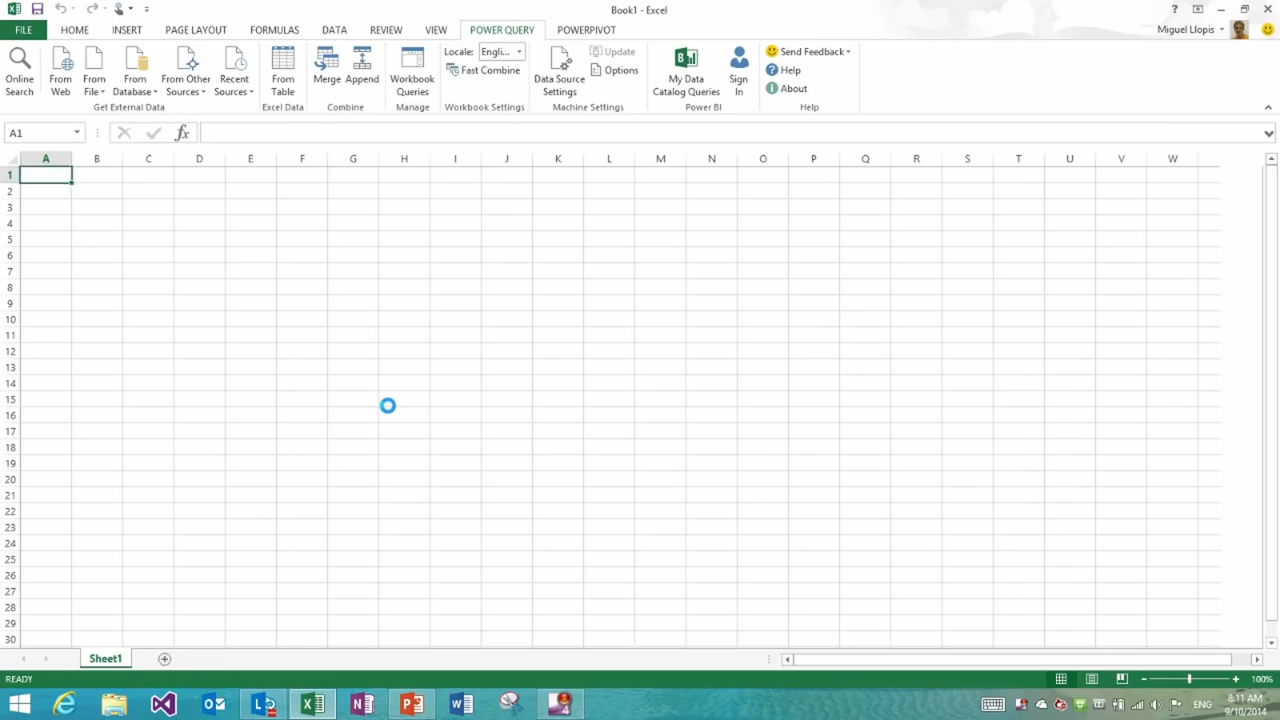 Book1 - Excel
FILE HOME INSERT PAGE LAYOUT FORMULAS DATA REVIEW VIEW POWER QUERY POWERPIVOT Miguel Llopis
Online Search
From Web
From File
From Database
From Other Sources
Recent Sources
Get External Data
From Table
Excel Data
Merge
Append
Combine
Workbook Queries
Manage
Locale: Engli...
Fast Combine
Workbook Settings
Data Source Settings
Update
Options
Machine Settings
My Data Catalog Queries
Sign In
Power BI
Send Feedback
Help
About
Help
A1
fx
A B C D E F G H I J K L M N O P Q R S T U V W
1
2
3
4
5
6
7
8
9
10
11
12
13
14
15
16
17
18
19
20
21
22
23
24
25
26
27
28
29
30
Sheet1
READY
100%
ENG
8:11 AM
9/10/2014